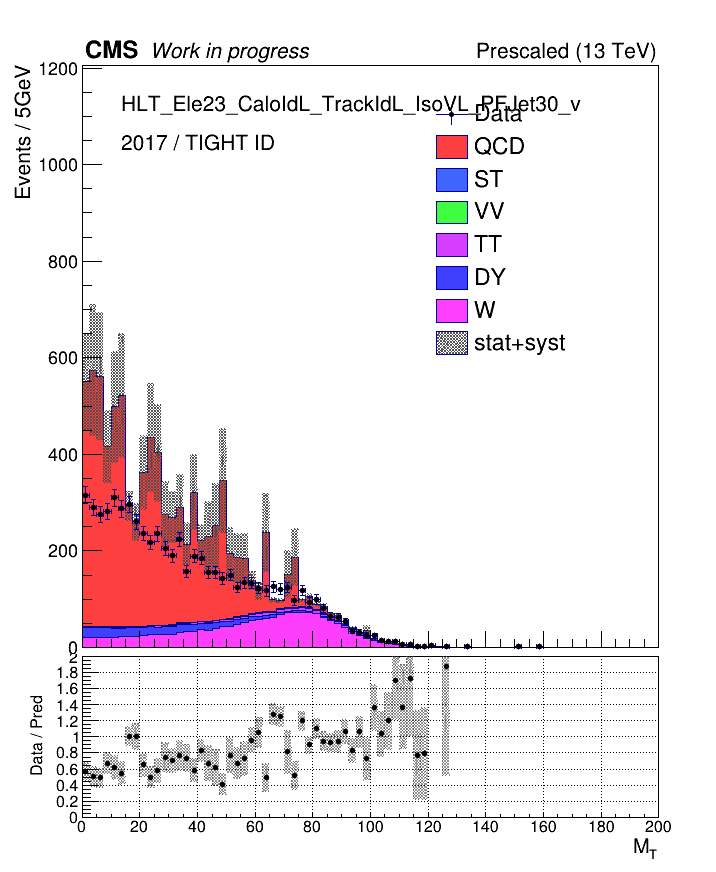 CMS Work in progress Prescaled (13 TeV)
Events / 5GeV
1200
1000
800
600
400
200
0
HLT_Ele23_CaloIdL_TrackIdL_IsoVL_PFJet30_v
2017 / TIGHT ID
Data
QCD
ST
VV
TT
DY
W
stat+syst
Data / Pred
2
1.8
1.6
1.4
1.2
1
0.8
0.6
0.4
0.2
0
0 20 40 60 80 100 120 140 160 180 200
M_T